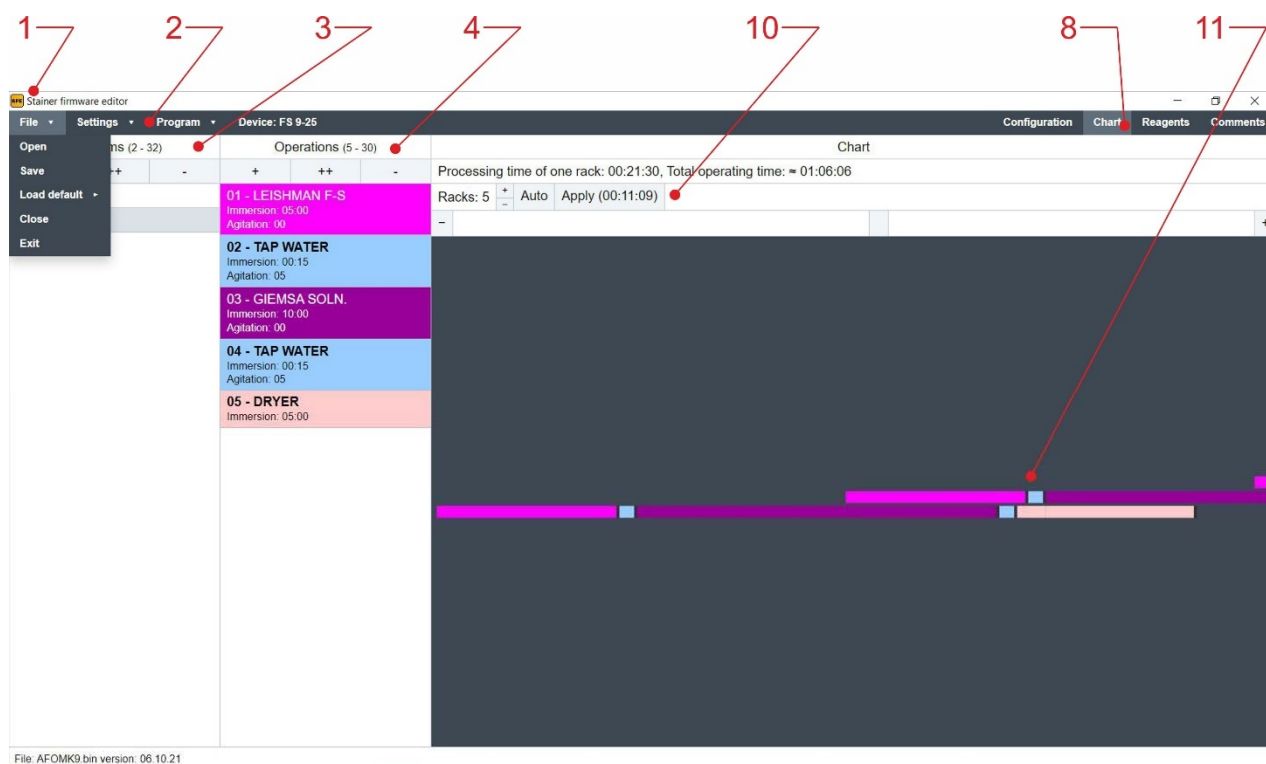 1 2 3 4 10 8 11
Stainer firmware editor
File Settings Program Device: FS 9-25 Configuration Chart Reagents Comments
Open
Save
Load default
Close
Exit
ms (2 - 32)
++ -
Operations (5 - 30)
+ ++ -
01 - LEISHMAN F-S
Immersion: 05:00
Agitation: 00
02 - TAP WATER
Immersion: 00:15
Agitation: 05
03 - GIEMSA SOLN.
Immersion: 10:00
Agitation: 00
04 - TAP WATER
Immersion: 00:15
Agitation: 05
05 - DRYER
Immersion: 05:00
Chart
Processing time of one rack: 00:21:30, Total operating time: ≈ 01:06:06
Racks: 5 + - Auto Apply (00:11:09)
- +
File: AFOMK9.bin version: 06.10.21